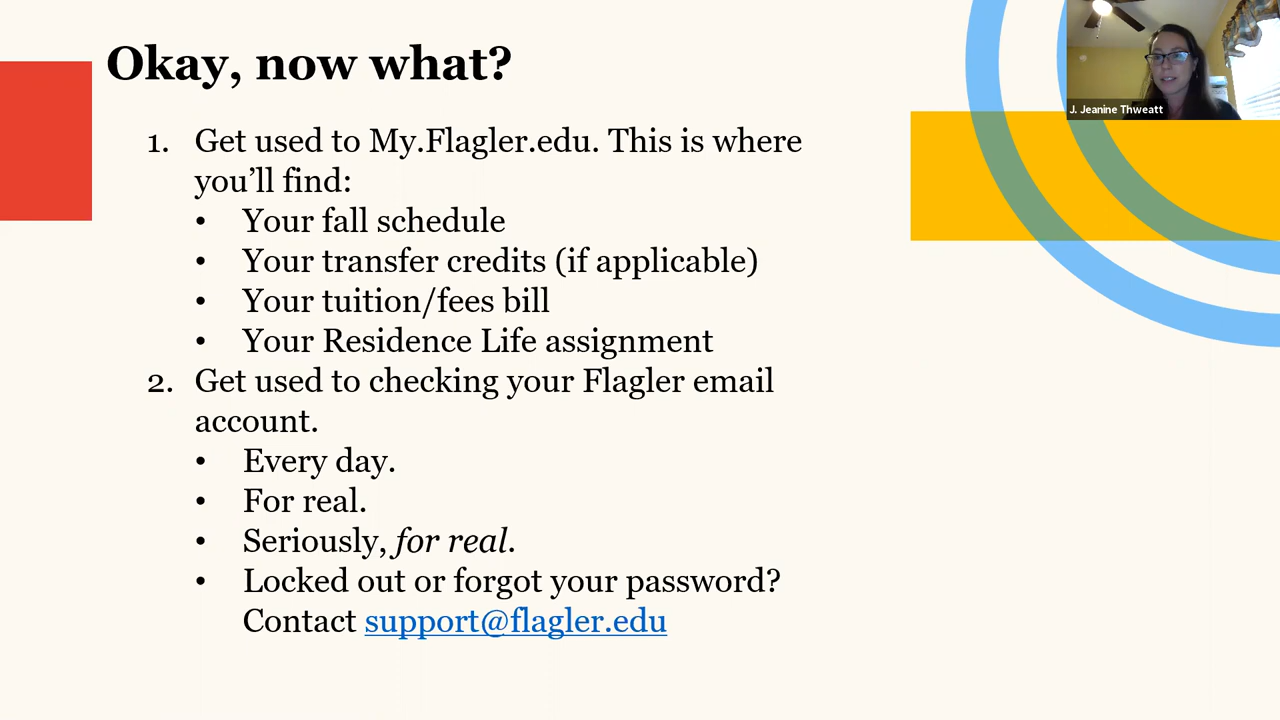 Okay, now what?
J. Jeanine Thweatt
1. Get used to My.Flagler.edu. This is where
you’ll find:
• Your fall schedule
• Your transfer credits (if applicable)
• Your tuition/fees bill
• Your Residence Life assignment
2. Get used to checking your Flagler email
account.
• Every day.
• For real.
• Seriously, for real.
• Locked out or forgot your password?
Contact support@flagler.edu